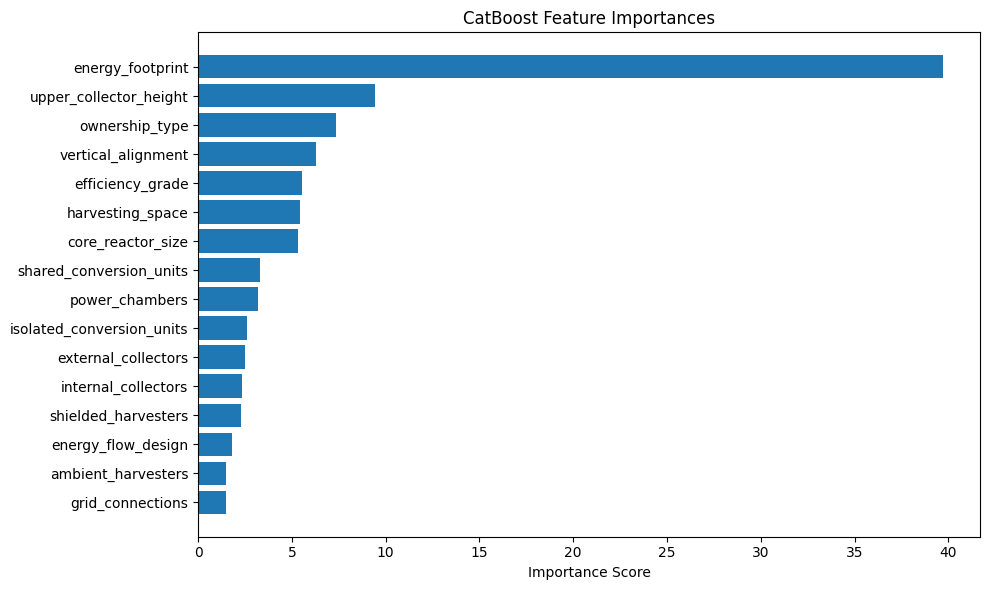 CatBoost Feature Importances
energy_footprint
upper_collector_height
ownership_type
vertical_alignment
efficiency_grade
harvesting_space
core_reactor_size
shared_conversion_units
power_chambers
isolated_conversion_units
external_collectors
internal_collectors
shielded_harvesters
energy_flow_design
ambient_harvesters
grid_connections
0 5 10 15 20 25 30 35 40
Importance Score